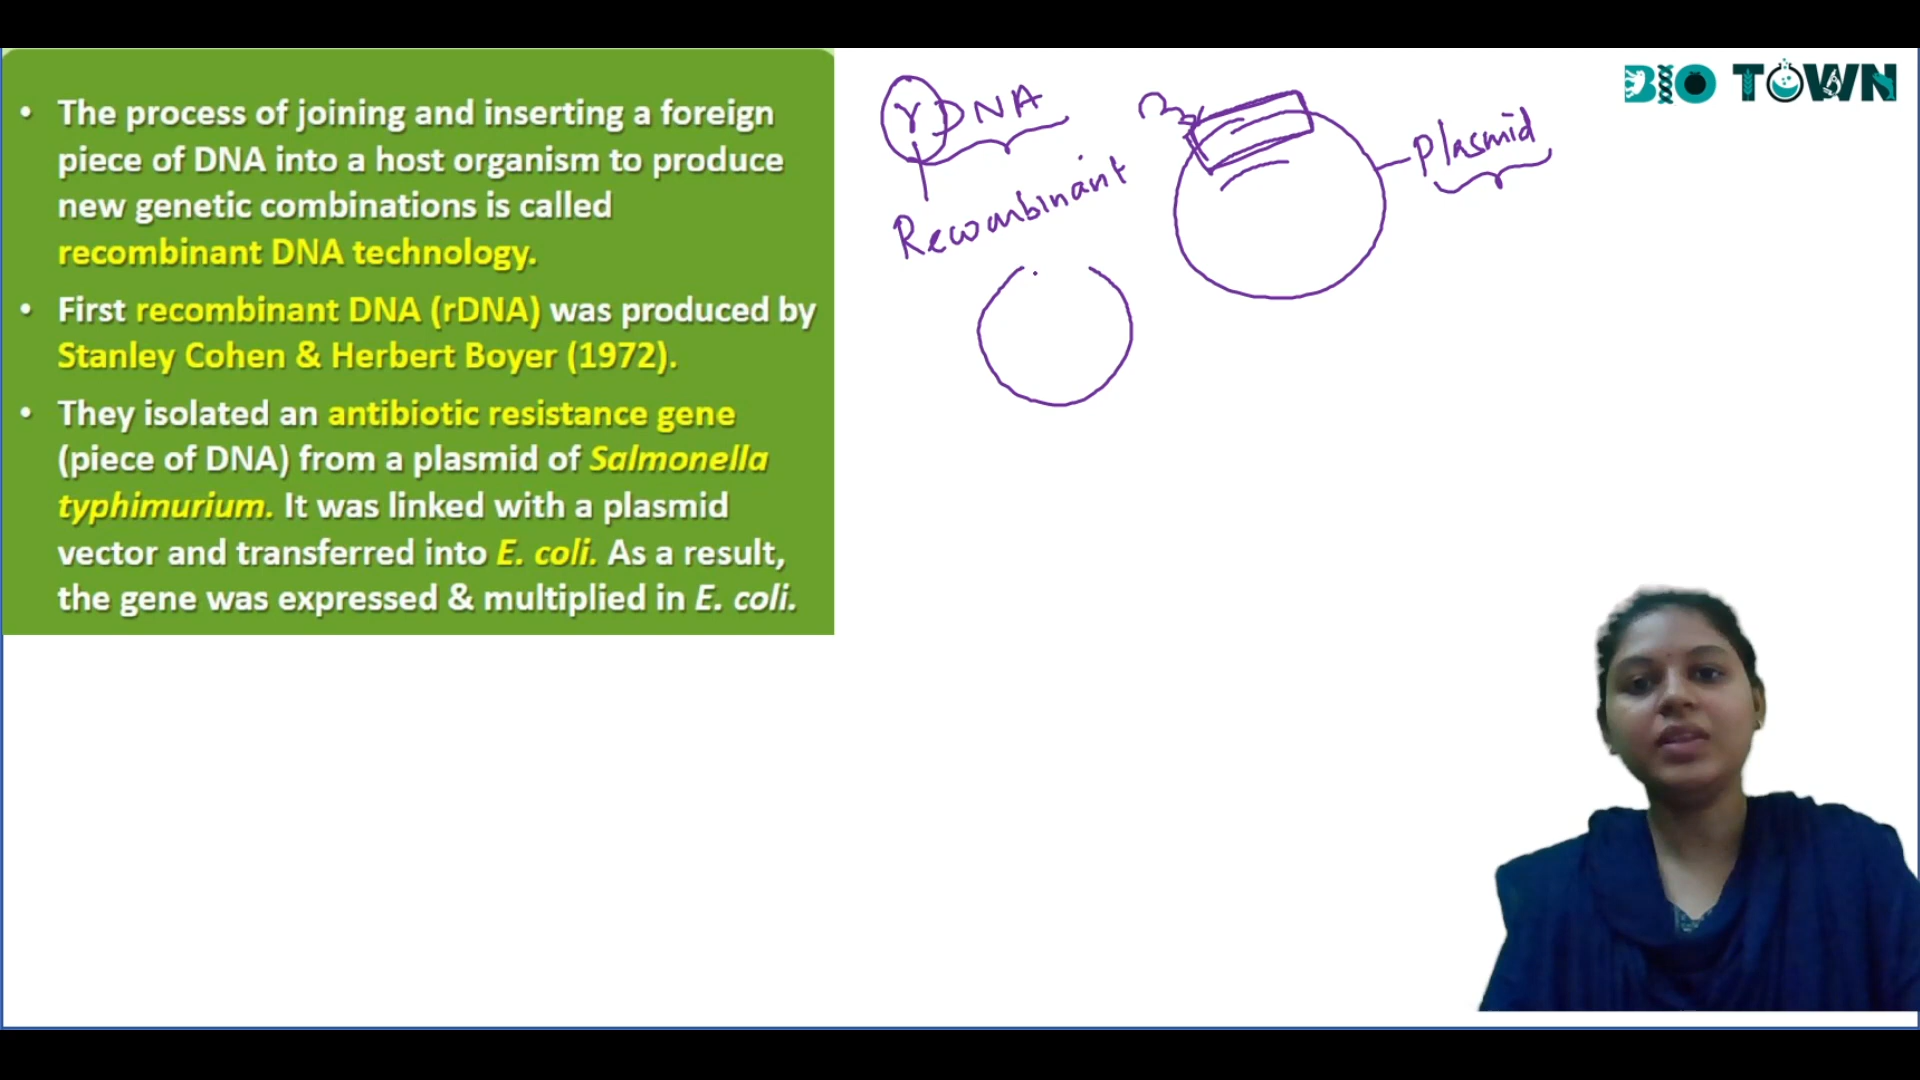 • The process of joining and inserting a foreign
piece of DNA into a host organism to produce
new genetic combinations is called
recombinant DNA technology.
• First recombinant DNA (rDNA) was produced by
Stanley Cohen & Herbert Boyer (1972).
• They isolated an antibiotic resistance gene
(piece of DNA) from a plasmid of Salmonella
typhimurium. It was linked with a plasmid
vector and transferred into E. coli. As a result,
the gene was expressed & multiplied in E. coli.
rDNA
Recombinant
Plasmid
BIO TOWN